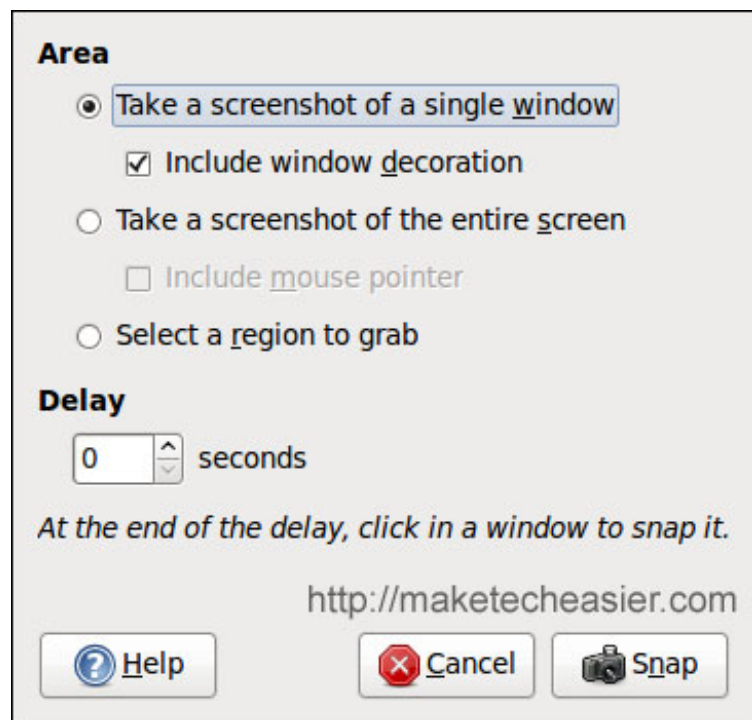 Area
Take a screenshot of a single window
Include window decoration
Take a screenshot of the entire screen
Include mouse pointer
Select a region to grab
Delay
0 seconds
At the end of the delay, click in a window to snap it.
http://maketecheasier.com
Help Cancel Snap